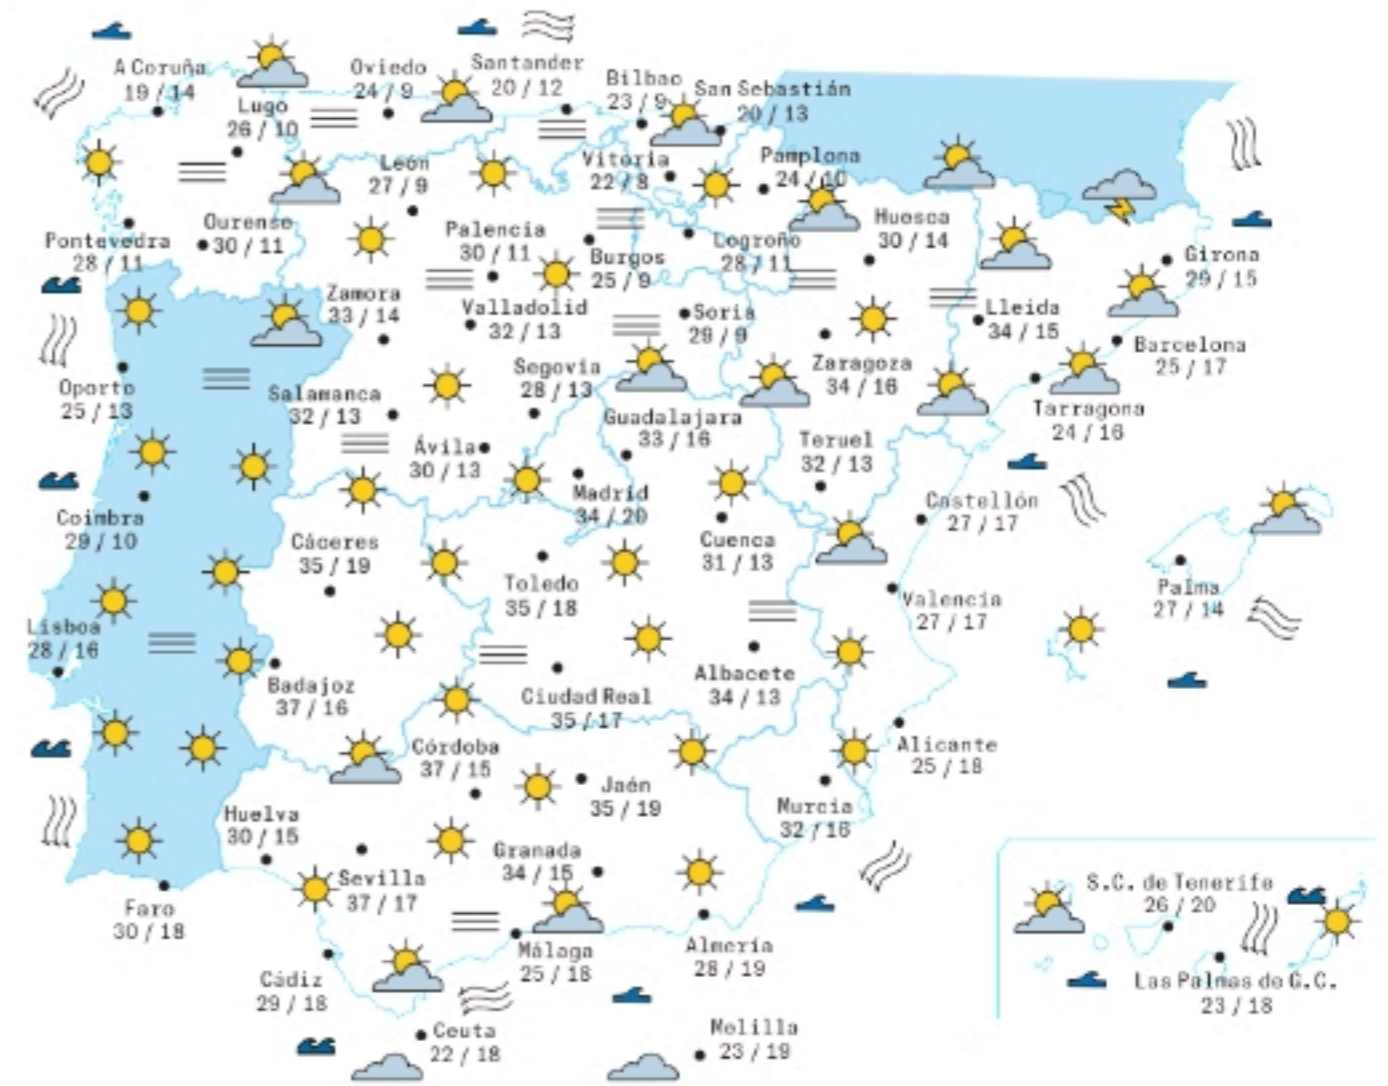 A Coruña
19 / 14
Lugo
26 / 10
Oviedo
24 / 9
Santander
20 / 12
Bilbao
23 / 9
San Sebastián
20 / 13
León
27 / 9
Vitoria
22 / 8
Pamplona
24 / 10
Pontevedra
28 / 11
Ourense
30 / 11
Palencia
30 / 11
Burgos
25 / 9
Logroño
28 / 11
Huesca
30 / 14
Girona
29 / 15
Zamora
33 / 14
Valladolid
32 / 13
Soria
29 / 9
Lleida
34 / 15
Barcelona
25 / 17
Oporto
25 / 13
Salamanca
32 / 13
Segovia
28 / 13
Zaragoza
34 / 16
Tarragona
24 / 16
Ávila
30 / 13
Guadalajara
33 / 16
Teruel
32 / 13
Coimbra
29 / 10
Madrid
34 / 20
Castellón
27 / 17
Cáceres
35 / 19
Cuenca
31 / 13
Toledo
35 / 18
Palma
27 / 14
Valencia
27 / 17
Lisboa
28 / 16
Badajoz
37 / 16
Ciudad Real
35 / 17
Albacete
34 / 13
Córdoba
37 / 15
Alicante
25 / 18
Jaén
35 / 19
Murcia
32 / 16
Huelva
30 / 15
Granada
34 / 15
Sevilla
37 / 17
Faro
30 / 18
S.C. de Tenerife
26 / 20
Málaga
25 / 18
Almería
28 / 19
Cádiz
29 / 18
Las Palmas de G.C.
23 / 18
Ceuta
22 / 18
Melilla
23 / 19